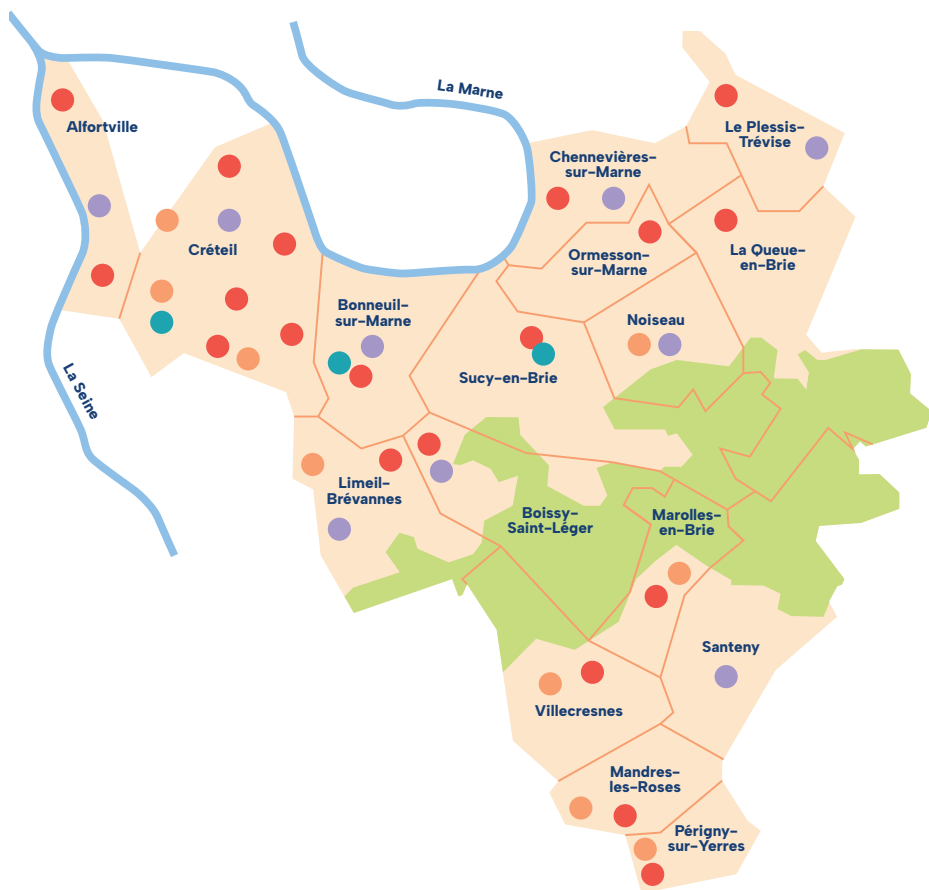 La Marne
Alfortville
Le Plessis-
Trévise
Chennevières-
sur-Marne
Créteil
Ormesson-
sur-Marne
La Queue-
en-Brie
Bonneuil-
sur-Marne
Noiseau
La Seine
Sucy-en-Brie
Limeil-
Brévannes
Boissy-
Saint-Léger
Marolles-
en-Brie
Santeny
Villecresnes
Mandres-
les-Roses
Périgny-
sur-Yerres